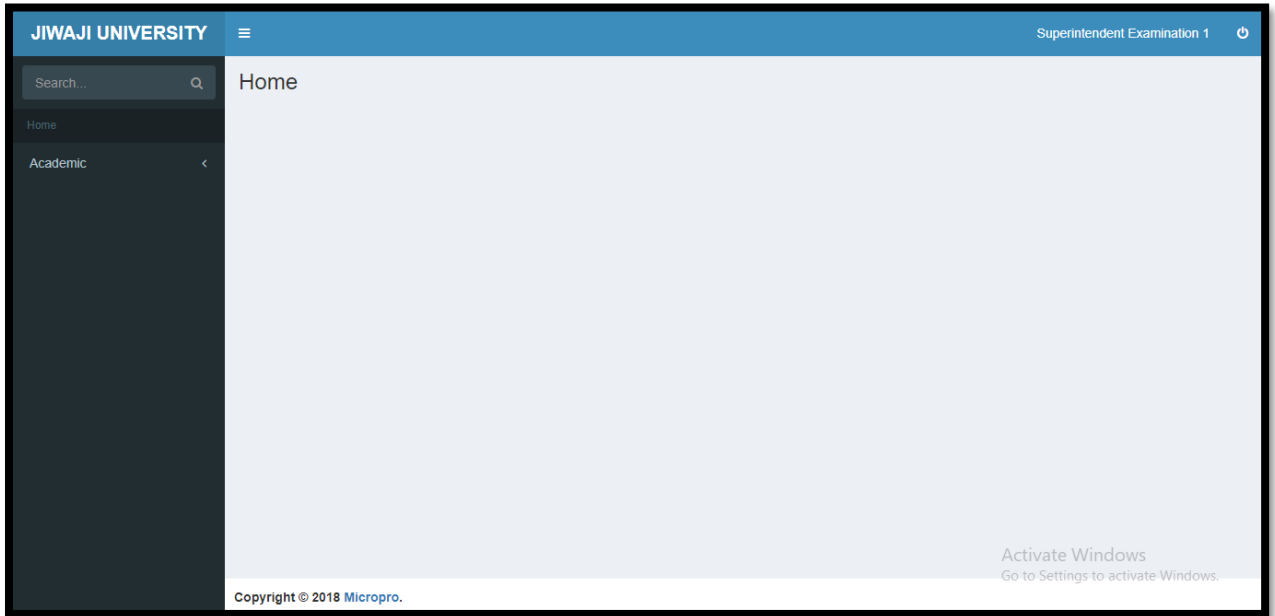 JIWAJI UNIVERSITY
Superintendent Examination 1
Search...
Home
Home
Academic
Activate Windows
Go to Settings to activate Windows.
Copyright © 2018 Micropro.